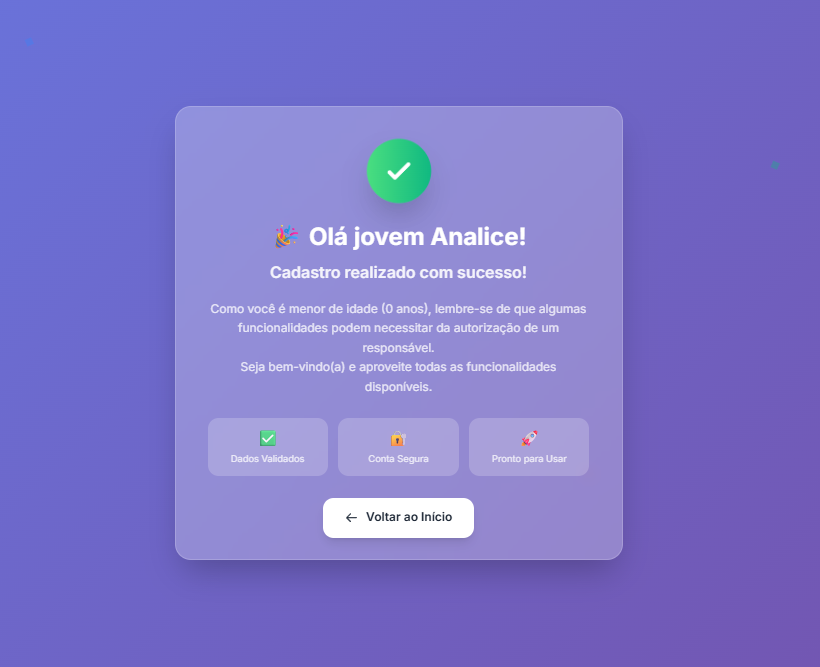 🎉 Olá jovem Analice!
Cadastro realizado com sucesso!
Como você é menor de idade (0 anos), lembre-se de que algumas
funcionalidades podem necessitar da autorização de um
responsável.
Seja bem-vindo(a) e aproveite todas as funcionalidades
disponíveis.
Dados Validados
Conta Segura
Pronto para Usar
← Voltar ao Início